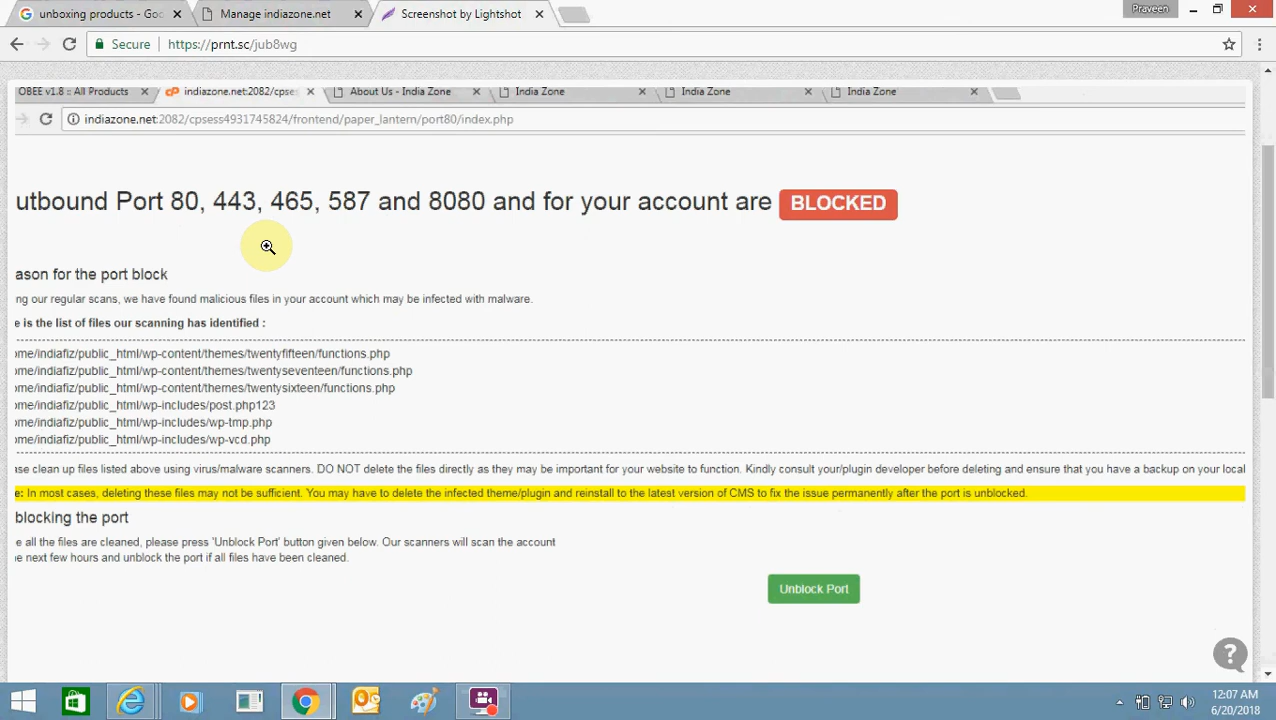 unboxing products - Goo
Manage indiazone.net
Screenshot by Lightshot
Praveen
Secure
https://prnt.sc/jub8wg
OBEE v1.8 :: All Products
indiazone.net:2082/cpses
About Us - India Zone
India Zone
India Zone
India Zone
indiazone.net:2082/cpsess4931745824/frontend/paper_lantern/port80/index.php
utbound Port 80, 443, 465, 587 and 8080 and for your account are BLOCKED
ason for the port block
ng our regular scans, we have found malicious files in your account which may be infected with malware.
e is the list of files our scanning has identified :
ome/indiafiz/public_html/wp-content/themes/twentyfifteen/functions.php
ome/indiafiz/public_html/wp-content/themes/twentyseventeen/functions.php
ome/indiafiz/public_html/wp-content/themes/twentysixteen/functions.php
ome/indiafiz/public_html/wp-includes/post.php123
ome/indiafiz/public_html/wp-includes/wp-tmp.php
ome/indiafiz/public_html/wp-includes/wp-vcd.php
ase clean up files listed above using virus/malware scanners. DO NOT delete the files directly as they may be important for your website to function. Kindly consult your/plugin developer before deleting and ensure that you have a backup on your local
e: In most cases, deleting these files may not be sufficient. You may have to delete the infected theme/plugin and reinstall to the latest version of CMS to fix the issue permanently after the port is unblocked.
blocking the port
e all the files are cleaned, please press 'Unblock Port' button given below. Our scanners will scan the account
e next few hours and unblock the port if all files have been cleaned.
Unblock Port
12:07 AM
6/20/2018